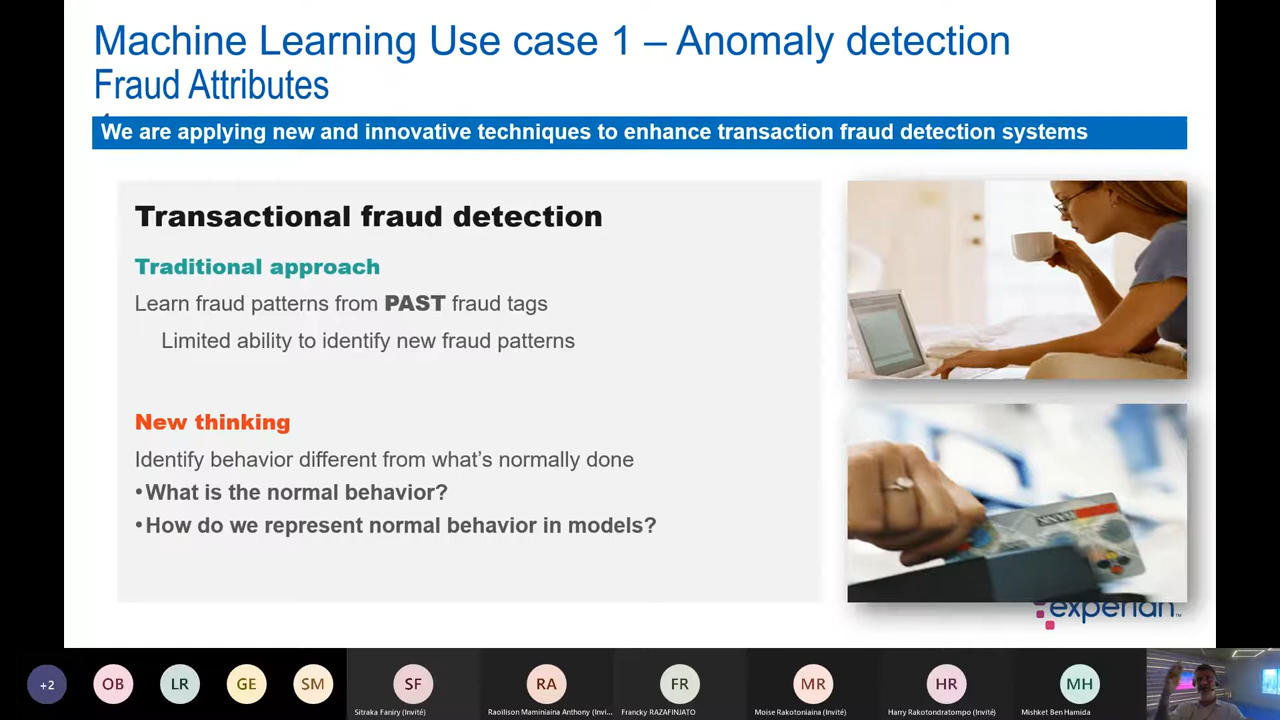 Machine Learning Use case 1 – Anomaly detection
Fraud Attributes
We are applying new and innovative techniques to enhance transaction fraud detection systems
Transactional fraud detection
Traditional approach
Learn fraud patterns from PAST fraud tags
Limited ability to identify new fraud patterns
New thinking
Identify behavior different from what's normally done
•What is the normal behavior?
•How do we represent normal behavior in models?
BANK
experian™
+2 OB LR GE SM SF RA FR MR HR MH
Sitraka Faniry (Invité) Raoilison Maminiaina Anthony (Invi... Francky RAZAFINJATO Moise Rakotoniaina (Invité) Harry Rakotondratompo (Invité) Mishket Ben Hamida